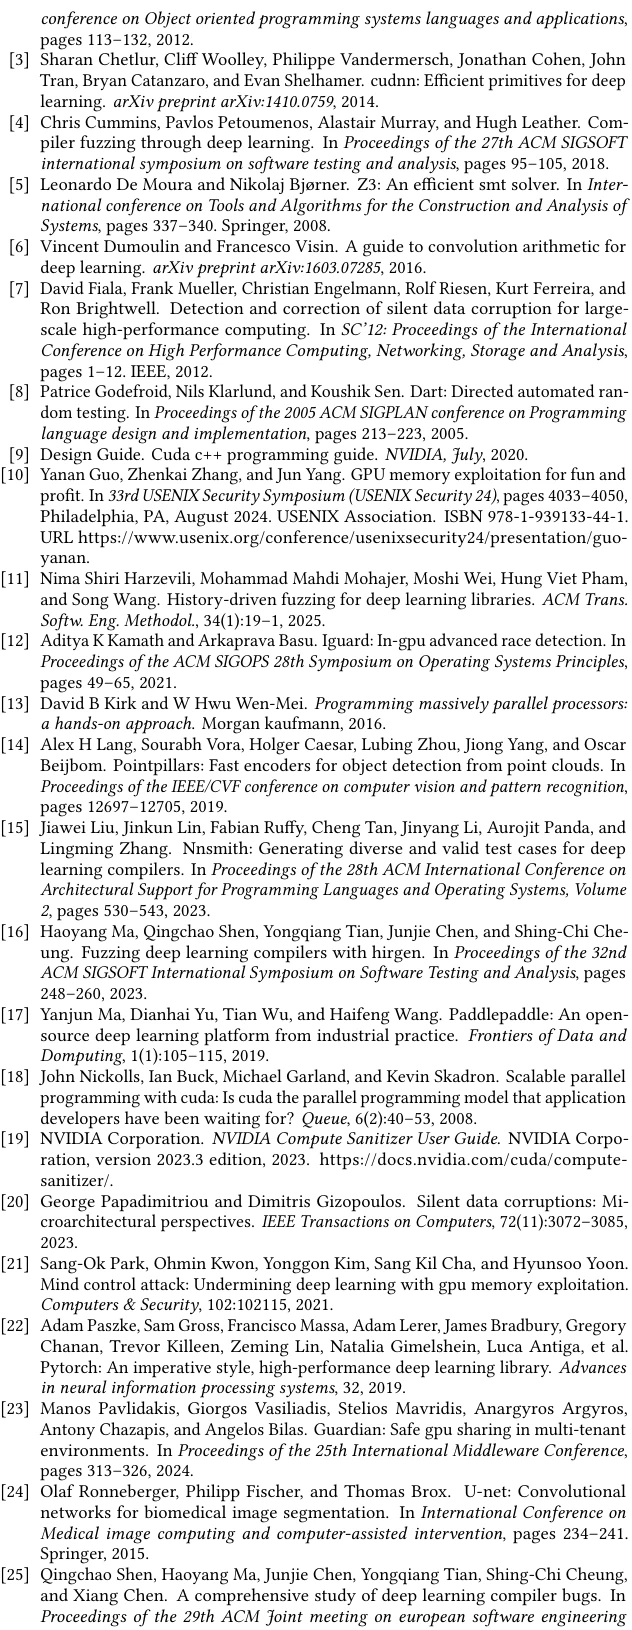 conference on Object oriented programming systems languages and applications,
pages 113–132, 2012.
[3] Sharan Chetlur, Cliff Woolley, Philippe Vandermersch, Jonathan Cohen, John
Tran, Bryan Catanzaro, and Evan Shelhamer. cudnn: Efficient primitives for deep
learning. arXiv preprint arXiv:1410.0759, 2014.
[4] Chris Cummins, Pavlos Petoumenos, Alastair Murray, and Hugh Leather. Com-
piler fuzzing through deep learning. In Proceedings of the 27th ACM SIGSOFT
international symposium on software testing and analysis, pages 95–105, 2018.
[5] Leonardo De Moura and Nikolaj Bjørner. Z3: An efficient smt solver. In Inter-
national conference on Tools and Algorithms for the Construction and Analysis of
Systems, pages 337–340. Springer, 2008.
[6] Vincent Dumoulin and Francesco Visin. A guide to convolution arithmetic for
deep learning. arXiv preprint arXiv:1603.07285, 2016.
[7] David Fiala, Frank Mueller, Christian Engelmann, Rolf Riesen, Kurt Ferreira, and
Ron Brightwell. Detection and correction of silent data corruption for large-
scale high-performance computing. In SC'12: Proceedings of the International
Conference on High Performance Computing, Networking, Storage and Analysis,
pages 1–12. IEEE, 2012.
[8] Patrice Godefroid, Nils Klarlund, and Koushik Sen. Dart: Directed automated ran-
dom testing. In Proceedings of the 2005 ACM SIGPLAN conference on Programming
language design and implementation, pages 213–223, 2005.
[9] Design Guide. Cuda c++ programming guide. NVIDIA, July, 2020.
[10] Yanan Guo, Zhenkai Zhang, and Jun Yang. GPU memory exploitation for fun and
profit. In 33rd USENIX Security Symposium (USENIX Security 24), pages 4033–4050,
Philadelphia, PA, August 2024. USENIX Association. ISBN 978-1-939133-44-1.
URL https://www.usenix.org/conference/usenixsecurity24/presentation/guo-
yanan.
[11] Nima Shiri Harzevili, Mohammad Mahdi Mohajer, Moshi Wei, Hung Viet Pham,
and Song Wang. History-driven fuzzing for deep learning libraries. ACM Trans.
Softw. Eng. Methodol., 34(1):19–1, 2025.
[12] Aditya K Kamath and Arkaprava Basu. Iguard: In-gpu advanced race detection. In
Proceedings of the ACM SIGOPS 28th Symposium on Operating Systems Principles,
pages 49–65, 2021.
[13] David B Kirk and W Hwu Wen-Mei. Programming massively parallel processors:
a hands-on approach. Morgan kaufmann, 2016.
[14] Alex H Lang, Sourabh Vora, Holger Caesar, Lubing Zhou, Jiong Yang, and Oscar
Beijbom. Pointpillars: Fast encoders for object detection from point clouds. In
Proceedings of the IEEE/CVF conference on computer vision and pattern recognition,
pages 12697–12705, 2019.
[15] Jiawei Liu, Jinkun Lin, Fabian Ruffy, Cheng Tan, Jinyang Li, Aurojit Panda, and
Lingming Zhang. Nnsmith: Generating diverse and valid test cases for deep
learning compilers. In Proceedings of the 28th ACM International Conference on
Architectural Support for Programming Languages and Operating Systems, Volume
2, pages 530–543, 2023.
[16] Haoyang Ma, Qingchao Shen, Yongqiang Tian, Junjie Chen, and Shing-Chi Che-
ung. Fuzzing deep learning compilers with hirgen. In Proceedings of the 32nd
ACM SIGSOFT International Symposium on Software Testing and Analysis, pages
248–260, 2023.
[17] Yanjun Ma, Dianhai Yu, Tian Wu, and Haifeng Wang. Paddlepaddle: An open-
source deep learning platform from industrial practice. Frontiers of Data and
Domputing, 1(1):105–115, 2019.
[18] John Nickolls, Ian Buck, Michael Garland, and Kevin Skadron. Scalable parallel
programming with cuda: Is cuda the parallel programming model that application
developers have been waiting for? Queue, 6(2):40–53, 2008.
[19] NVIDIA Corporation. NVIDIA Compute Sanitizer User Guide. NVIDIA Corpo-
ration, version 2023.3 edition, 2023. https://docs.nvidia.com/cuda/compute-
sanitizer/.
[20] George Papadimitriou and Dimitris Gizopoulos. Silent data corruptions: Mi-
croarchitectural perspectives. IEEE Transactions on Computers, 72(11):3072–3085,
2023.
[21] Sang-Ok Park, Ohmin Kwon, Yonggon Kim, Sang Kil Cha, and Hyunsoo Yoon.
Mind control attack: Undermining deep learning with gpu memory exploitation.
Computers & Security, 102:102115, 2021.
[22] Adam Paszke, Sam Gross, Francisco Massa, Adam Lerer, James Bradbury, Gregory
Chanan, Trevor Killeen, Zeming Lin, Natalia Gimelshein, Luca Antiga, et al.
Pytorch: An imperative style, high-performance deep learning library. Advances
in neural information processing systems, 32, 2019.
[23] Manos Pavlidakis, Giorgos Vasiliadis, Stelios Mavridis, Anargyros Argyros,
Antony Chazapis, and Angelos Bilas. Guardian: Safe gpu sharing in multi-tenant
environments. In Proceedings of the 25th International Middleware Conference,
pages 313–326, 2024.
[24] Olaf Ronneberger, Philipp Fischer, and Thomas Brox. U-net: Convolutional
networks for biomedical image segmentation. In International Conference on
Medical image computing and computer-assisted intervention, pages 234–241.
Springer, 2015.
[25] Qingchao Shen, Haoyang Ma, Junjie Chen, Yongqiang Tian, Shing-Chi Cheung,
and Xiang Chen. A comprehensive study of deep learning compiler bugs. In
Proceedings of the 29th ACM Joint meeting on european software engineering